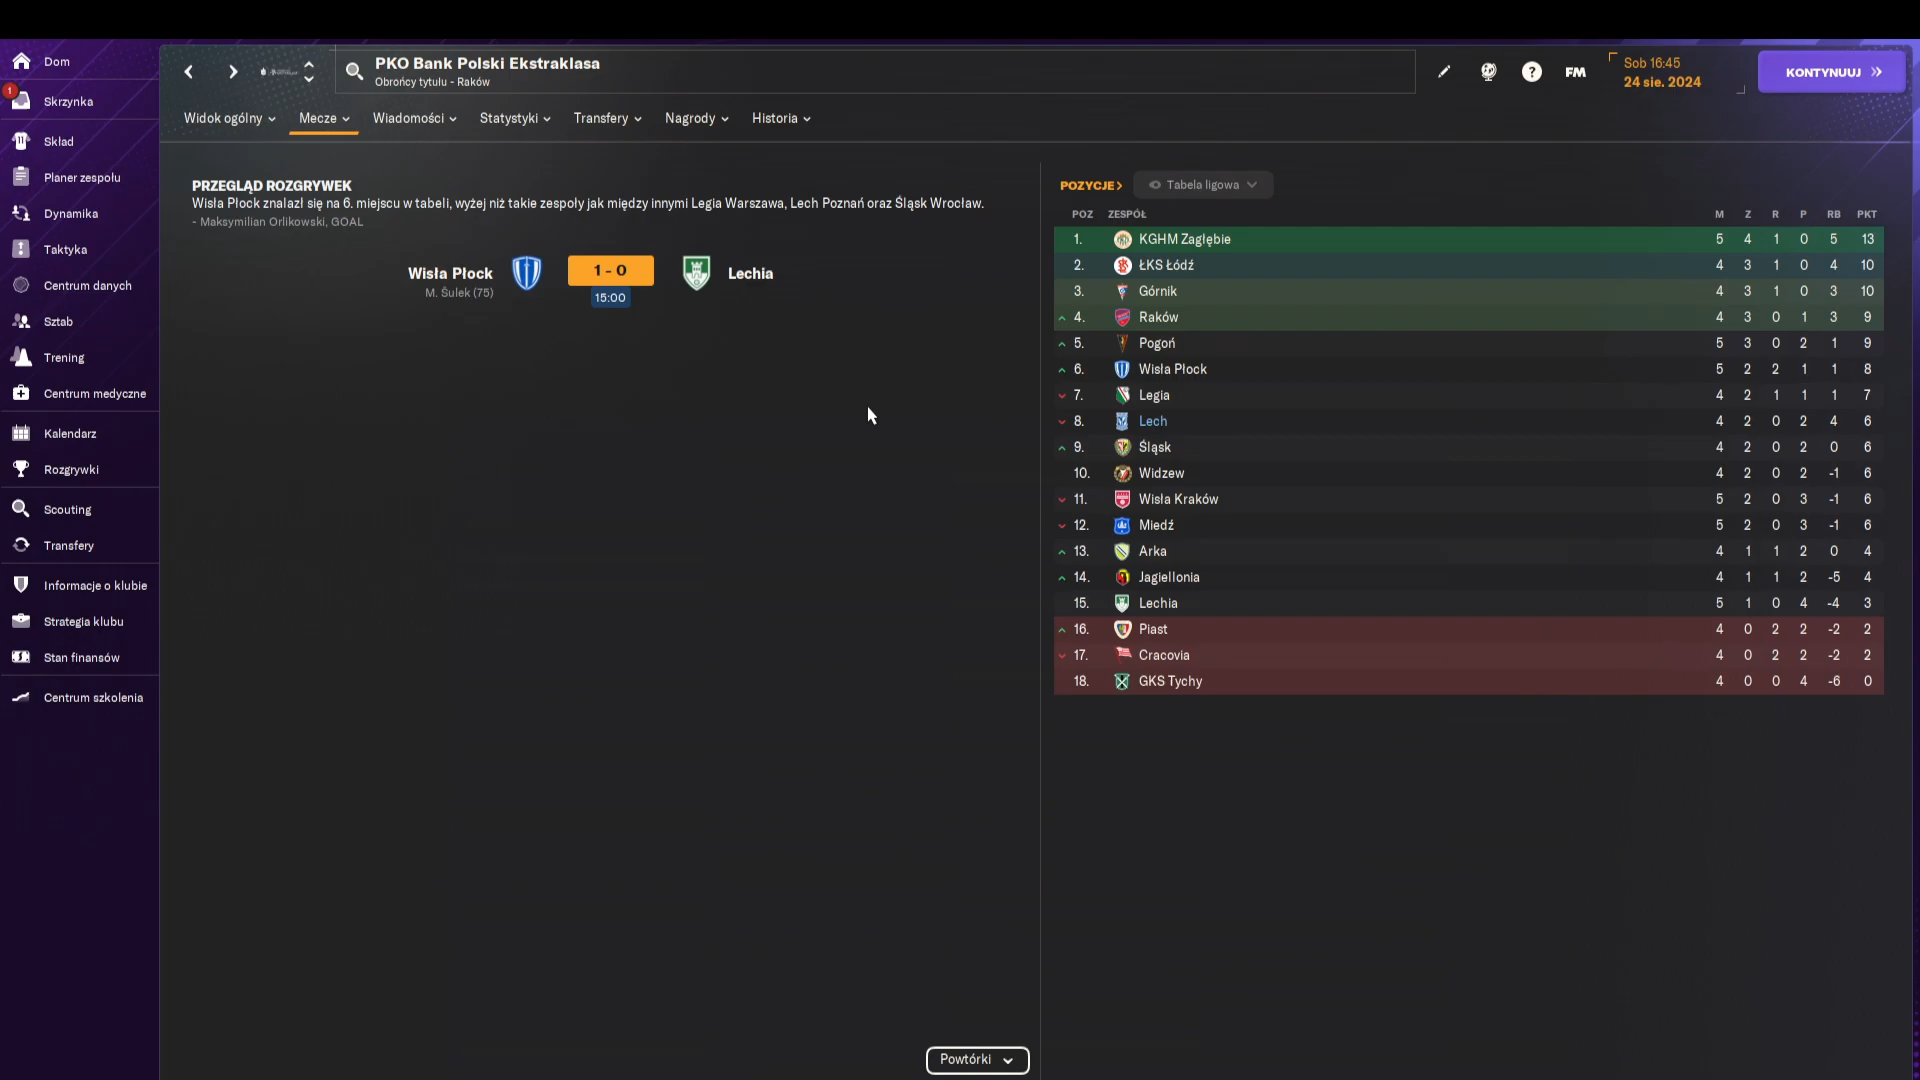 Dom
1
Skrzynka
Skład
Planer zespołu
Dynamika
Taktyka
Centrum danych
Sztab
Trening
Centrum medyczne
Kalendarz
Rozgrywki
Scouting
Transfery
Informacje o klubie
Strategia klubu
Stan finansów
Centrum szkolenia
PKO Bank Polski Ekstraklasa
Obrońcy tytułu - Raków
?
FM
Sob 16:45
24 sie. 2024
KONTYNUUJ
Widok ogólny
Mecze
Wiadomości
Statystyki
Transfery
Nagrody
Historia
PRZEGLĄD ROZGRYWEK
Wisła Płock znalazł się na 6. miejscu w tabeli, wyżej niż takie zespoły jak między innymi Legia Warszawa, Lech Poznań oraz Śląsk Wrocław.
- Maksymilian Orlikowski, GOAL
Wisła Płock 1 - 0 Lechia
M. Šulek (75)
15:00
Powtórki
POZYCJE
Tabela ligowa
POZ ZESPÓŁ M Z R P RB PKT
1. KGHM Zagłębie 5 4 1 0 5 13
2. ŁKS Łódź 4 3 1 0 4 10
3. Górnik 4 3 1 0 3 10
4. Raków 4 3 0 1 3 9
5. Pogoń 5 3 0 2 1 9
6. Wisła Płock 5 2 2 1 1 8
7. Legia 4 2 1 1 1 7
8. Lech 4 2 0 2 4 6
9. Śląsk 4 2 0 2 0 6
10. Widzew 4 2 0 2 -1 6
11. Wisła Kraków 5 2 0 3 -1 6
12. Miedź 5 2 0 3 -1 6
13. Arka 4 1 1 2 0 4
14. Jagiellonia 4 1 1 2 -5 4
15. Lechia 5 1 0 4 -4 3
16. Piast 4 0 2 2 -2 2
17. Cracovia 4 0 2 2 -2 2
18. GKS Tychy 4 0 0 4 -6 0